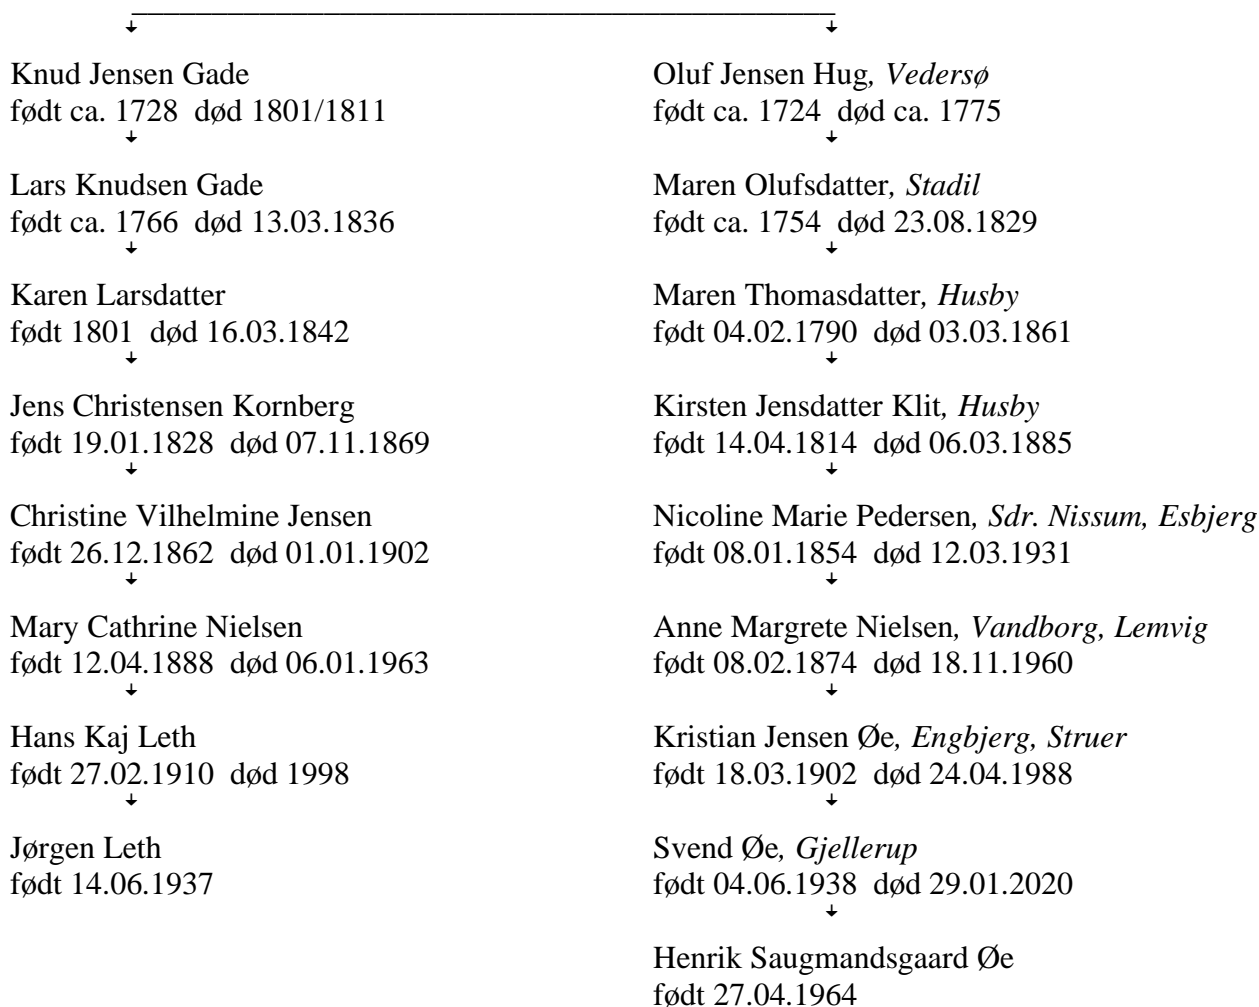 Knud Jensen Gade
født ca. 1728 død 1801/1811
Lars Knudsen Gade
født ca. 1766 død 13.03.1836
Karen Larsdatter
født 1801 død 16.03.1842
Jens Christensen Kornberg
født 19.01.1828 død 07.11.1869
Christine Vilhelmine Jensen
født 26.12.1862 død 01.01.1902
Mary Cathrine Nielsen
født 12.04.1888 død 06.01.1963
Hans Kaj Leth
født 27.02.1910 død 1998
Jørgen Leth
født 14.06.1937
Oluf Jensen Hug, Vedersø
født ca. 1724 død ca. 1775
Maren Olufsdatter, Stadil
født ca. 1754 død 23.08.1829
Maren Thomasdatter, Husby
født 04.02.1790 død 03.03.1861
Kirsten Jensdatter Klit, Husby
født 14.04.1814 død 06.03.1885
Nicoline Marie Pedersen, Sdr. Nissum, Esbjerg
født 08.01.1854 død 12.03.1931
Anne Margrete Nielsen, Vandborg, Lemvig
født 08.02.1874 død 18.11.1960
Kristian Jensen Øe, Engbjerg, Struer
født 18.03.1902 død 24.04.1988
Svend Øe, Gjellerup
født 04.06.1938 død 29.01.2020
Henrik Saugmandsgaard Øe
født 27.04.1964